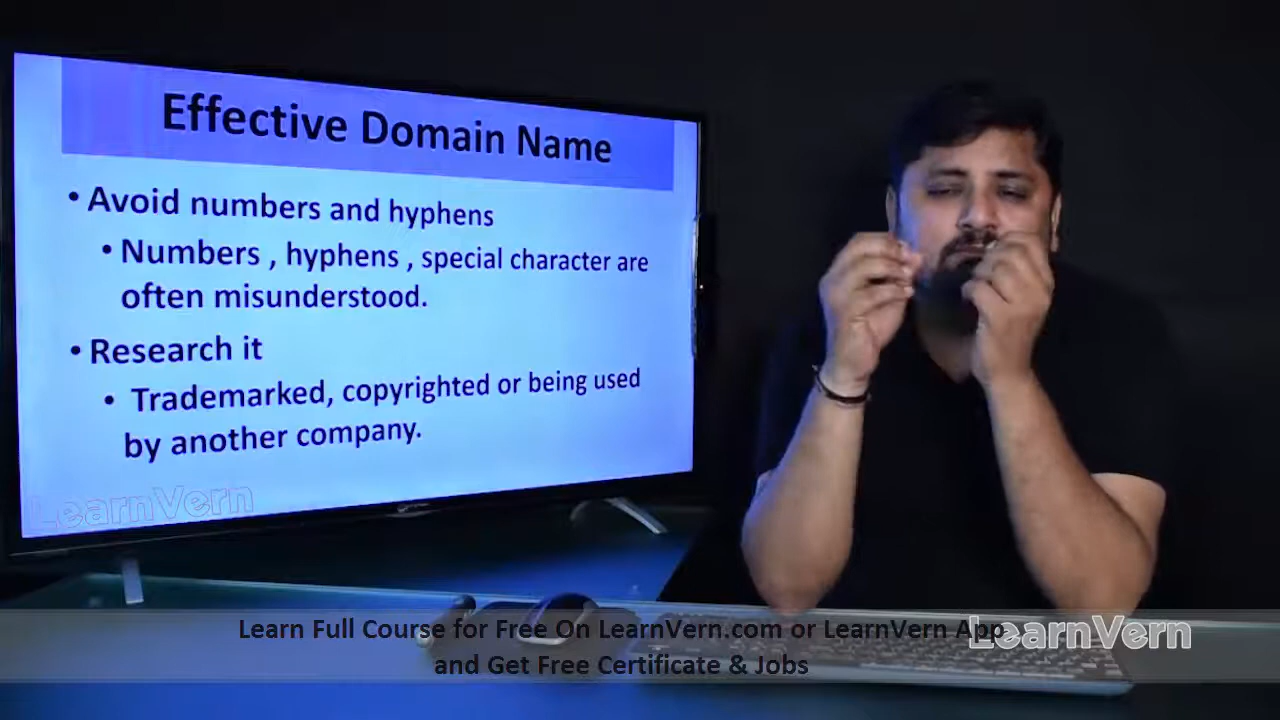 Effective Domain Name
• Avoid numbers and hyphens
• Numbers , hyphens , special character are
often misunderstood.
• Research it
• Trademarked, copyrighted or being used
by another company.
LearnVern
Learn Full Course for Free On LearnVern.com or LearnVern App
and Get Free Certificate & Jobs
LearnVern